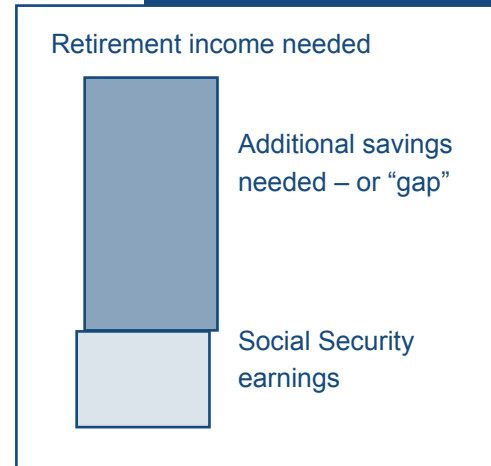 Retirement income needed
Additional savings
needed – or “gap”
Social Security
earnings